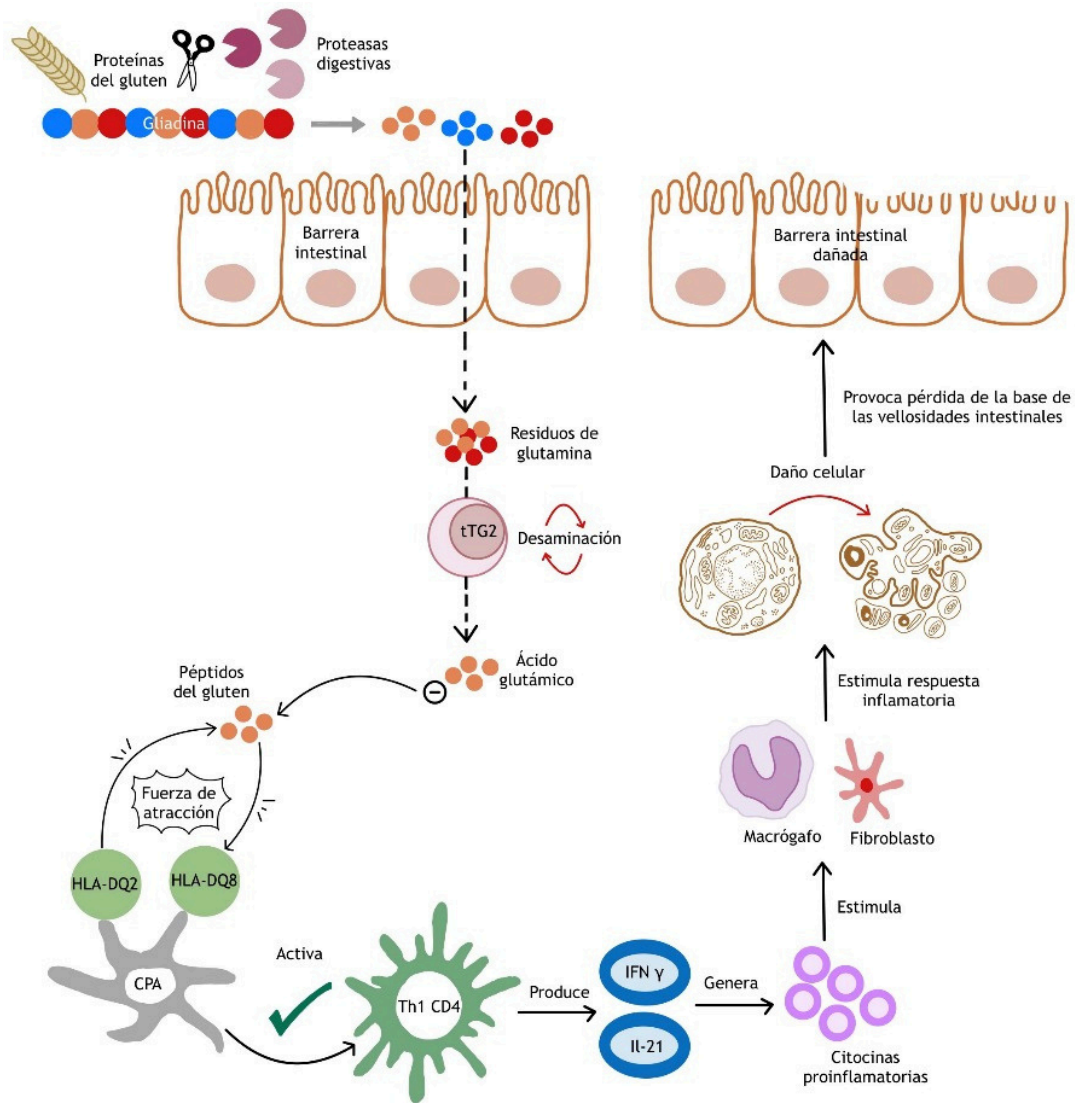 Proteínas
del gluten
Proteasas
digestivas
Gliadina
Barrera
intestinal
Barrera intestinal
dañada
Residuos de
glutamina
tTG2
Desaminación
Ácido
glutámico
Péptidos
del gluten
Fuerza de
atracción
HLA-DQ2
HLA-DQ8
CPA
Activa
Th1 CD4
Produce
IFN γ
Il-21
Genera
Citocinas
proinflamatorias
Estimula
Macrógafo
Fibroblasto
Estimula respuesta
inflamatoria
Daño celular
Provoca pérdida de la base de
las vellosidades intestinales